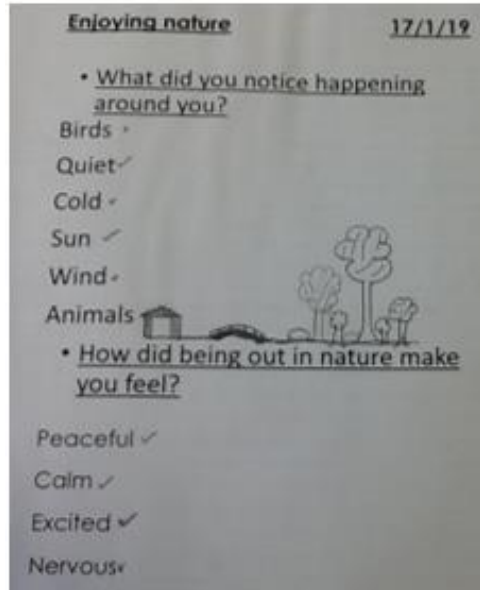 Enjoying nature 17/1/19
• What did you notice happening
around you?
Birds
Quiet ✓
Cold
Sun ✓
Wind
Animals
• How did being out in nature make
you feel?
Peaceful ✓
Calm ✓
Excited ✓
Nervous